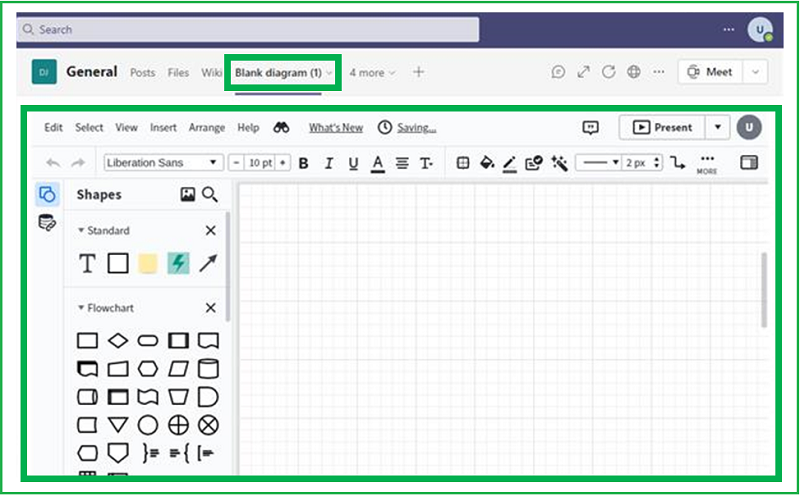 Search
U
DJ General Posts Files Wiki Blank diagram (1) 4 more Meet
Edit Select View Insert Arrange Help What's New Saving... Present U
Liberation Sans 10 pt B I U A T 2 px MORE
Shapes
Standard
T
Flowchart